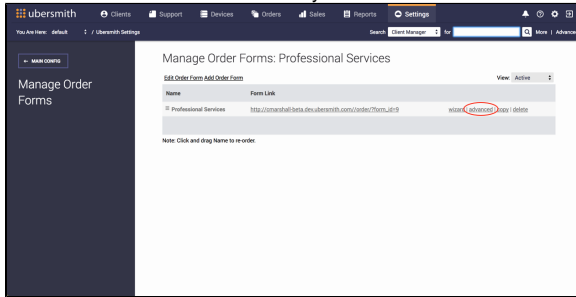 ubersmith Clients Support Devices Orders Sales Reports Settings
You Are Here: default / Ubersmith Settings Search Client Manager for More | Advanced
← MAIN CONFIG
Manage Order Forms: Professional Services
Manage Order
Forms
Edit Order Form Add Order Form View: Active
Name Form Link
Professional Services http://cmarshall-beta.dev.ubersmith.com//order/?form_id=9 wizard | advanced | copy | delete
Note: Click and drag Name to re-order.